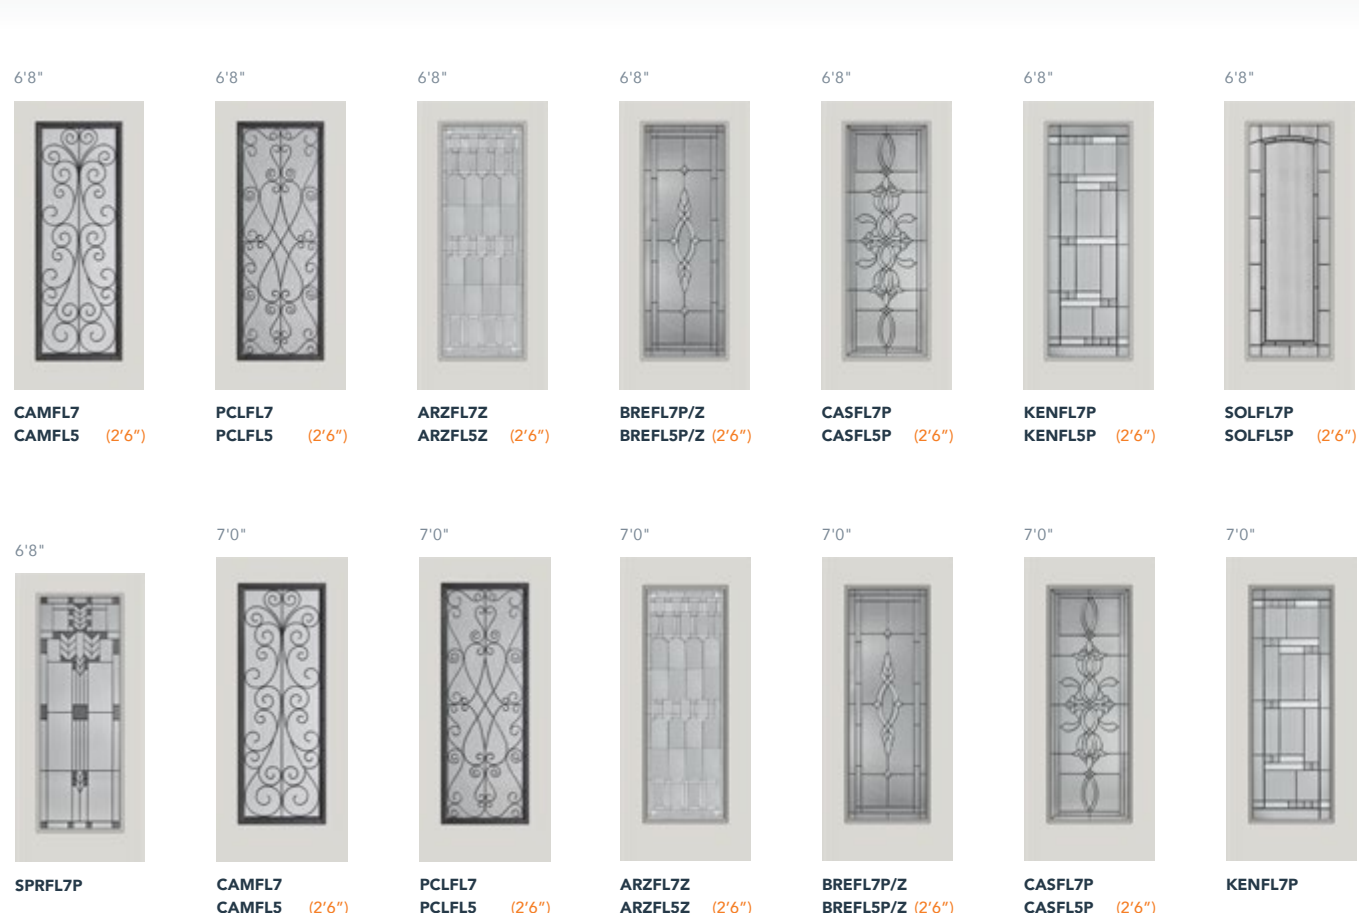 6'8" 6'8" 6'8" 6'8" 6'8" 6'8" 6'8"
CAMFL7 PCLFL7 ARZFL7Z BREFL7P/Z CASFL7P KENFL7P SOLFL7P
CAMFL5 (2'6") PCLFL5 (2'6") ARZFL5Z (2'6") BREFL5P/Z (2'6") CASFL5P (2'6") KENFL5P (2'6") SOLFL5P (2'6")
6'8" 7'0" 7'0" 7'0" 7'0" 7'0" 7'0"
SPRFL7P CAMFL7 PCLFL7 ARZFL7Z BREFL7P/Z CASFL7P KENFL7P
CAMFL5 (2'6") PCLFL5 (2'6") ARZFL5Z (2'6") BREFL5P/Z (2'6") CASFL5P (2'6")